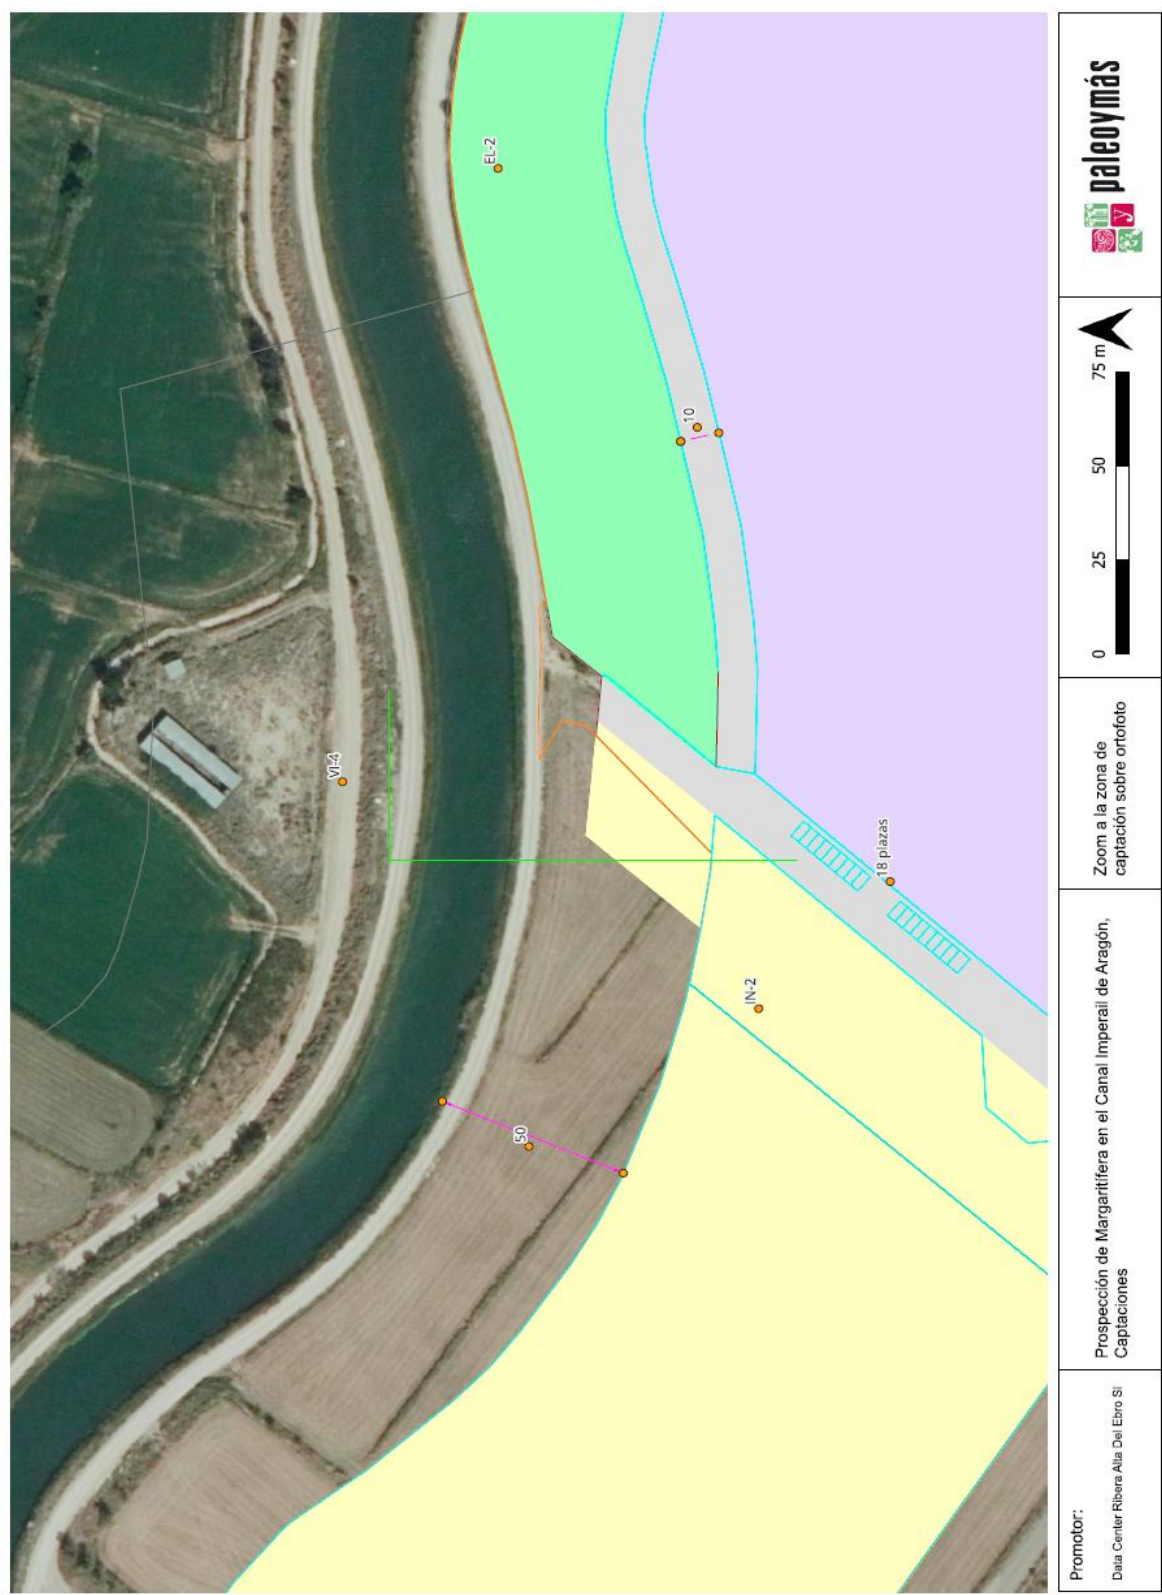 VI-4
EL-2
10
50
IN-2
18 plazas
Promotor:
Data Center Ribera Alta Del Ebro Sl
Prospección de Margaritifera en el Canal Imperail de Aragón,
Captaciones
Zoom a la zona de
captación sobre ortofoto
0 25 50 75 m
y
paleoymás